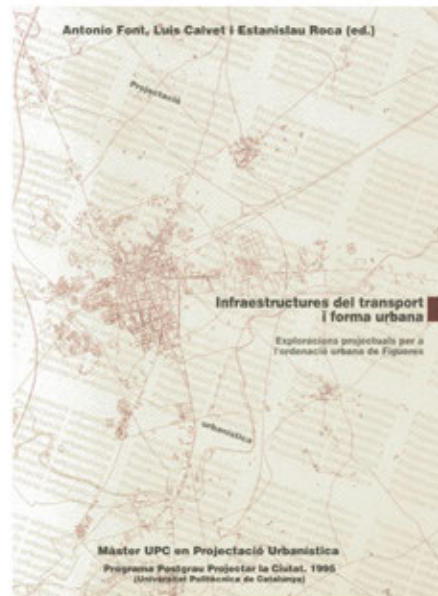 Antonio Font, Luis Calvet i Estanislau Roca (ed.)
Projectació
Infraestructures del transport
i forma urbana
Exploracions projectuals per a
l'ordenació urbana de Figueres
urbanística
Màster UPC en Projectació Urbanística
Programa Postgrau Projectar la Ciutat. 1995
(Universitat Politècnica de Catalunya)